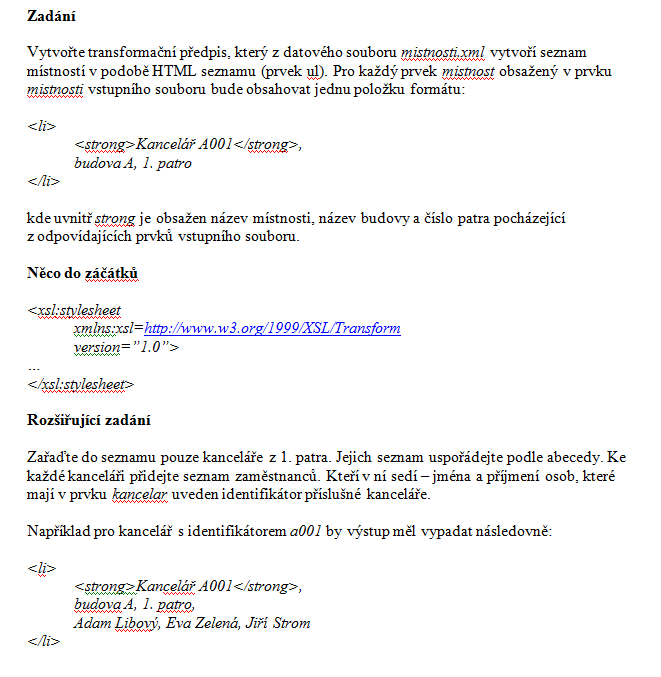 Zadání
Vytvořte transformační předpis, který z datového souboru mistnosti.xml vytvoří seznam
místností v podobě HTML seznamu (prvek ul). Pro každý prvek mistnost obsažený v prvku
mistnosti vstupního souboru bude obsahovat jednu položku formátu:
<li>
<strong>Kancelář A001</strong>,
budova A, 1. patro
</li>
kde uvnitř strong je obsažen název místnosti, název budovy a číslo patra pocházející
z odpovídajících prvků vstupního souboru.
Něco do záčátků
<xsl:stylesheet
xmlns:xsl=http://www.w3.org/1999/XSL/Transform
version="1.0">
...
</xsl:stylesheet>
Rozšiřující zadání
Zařaďte do seznamu pouze kanceláře z 1. patra. Jejich seznam uspořádejte podle abecedy. Ke
každé kanceláři přidejte seznam zaměstnanců. Kteří v ní sedí – jména a příjmení osob, které
mají v prvku kancelar uveden identifikátor příslušné kanceláře.
Například pro kancelář s identifikátorem a001 by výstup měl vypadat následovně:
<li>
<strong>Kancelář A001</strong>,
budova A, 1. patro,
Adam Libový, Eva Zelená, Jiří Strom
</li>